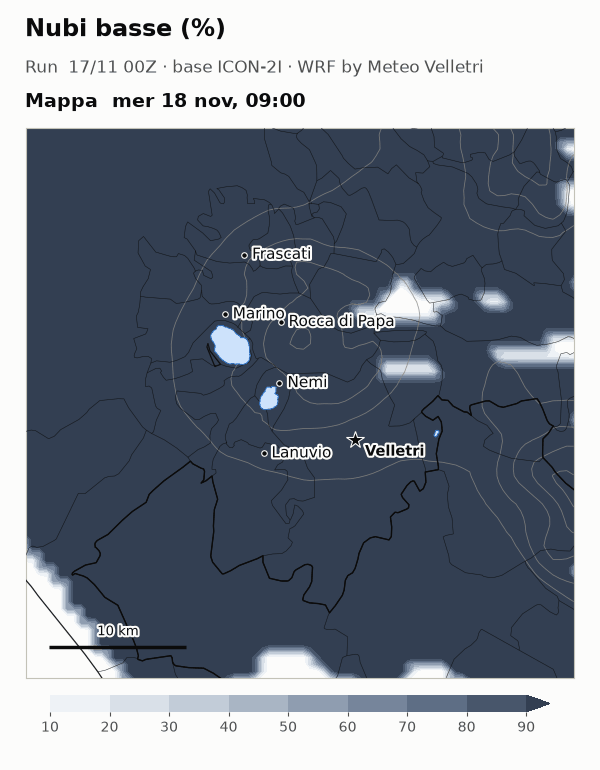 Nubi basse (%)
Run 17/11 00Z · base ICON-2I · WRF by Meteo Velletri
Mappa mer 18 nov, 09:00
Frascati
Marino
Rocca di Papa
Nemi
Velletri
Lanuvio
10 km
10 20 30 40 50 60 70 80 90